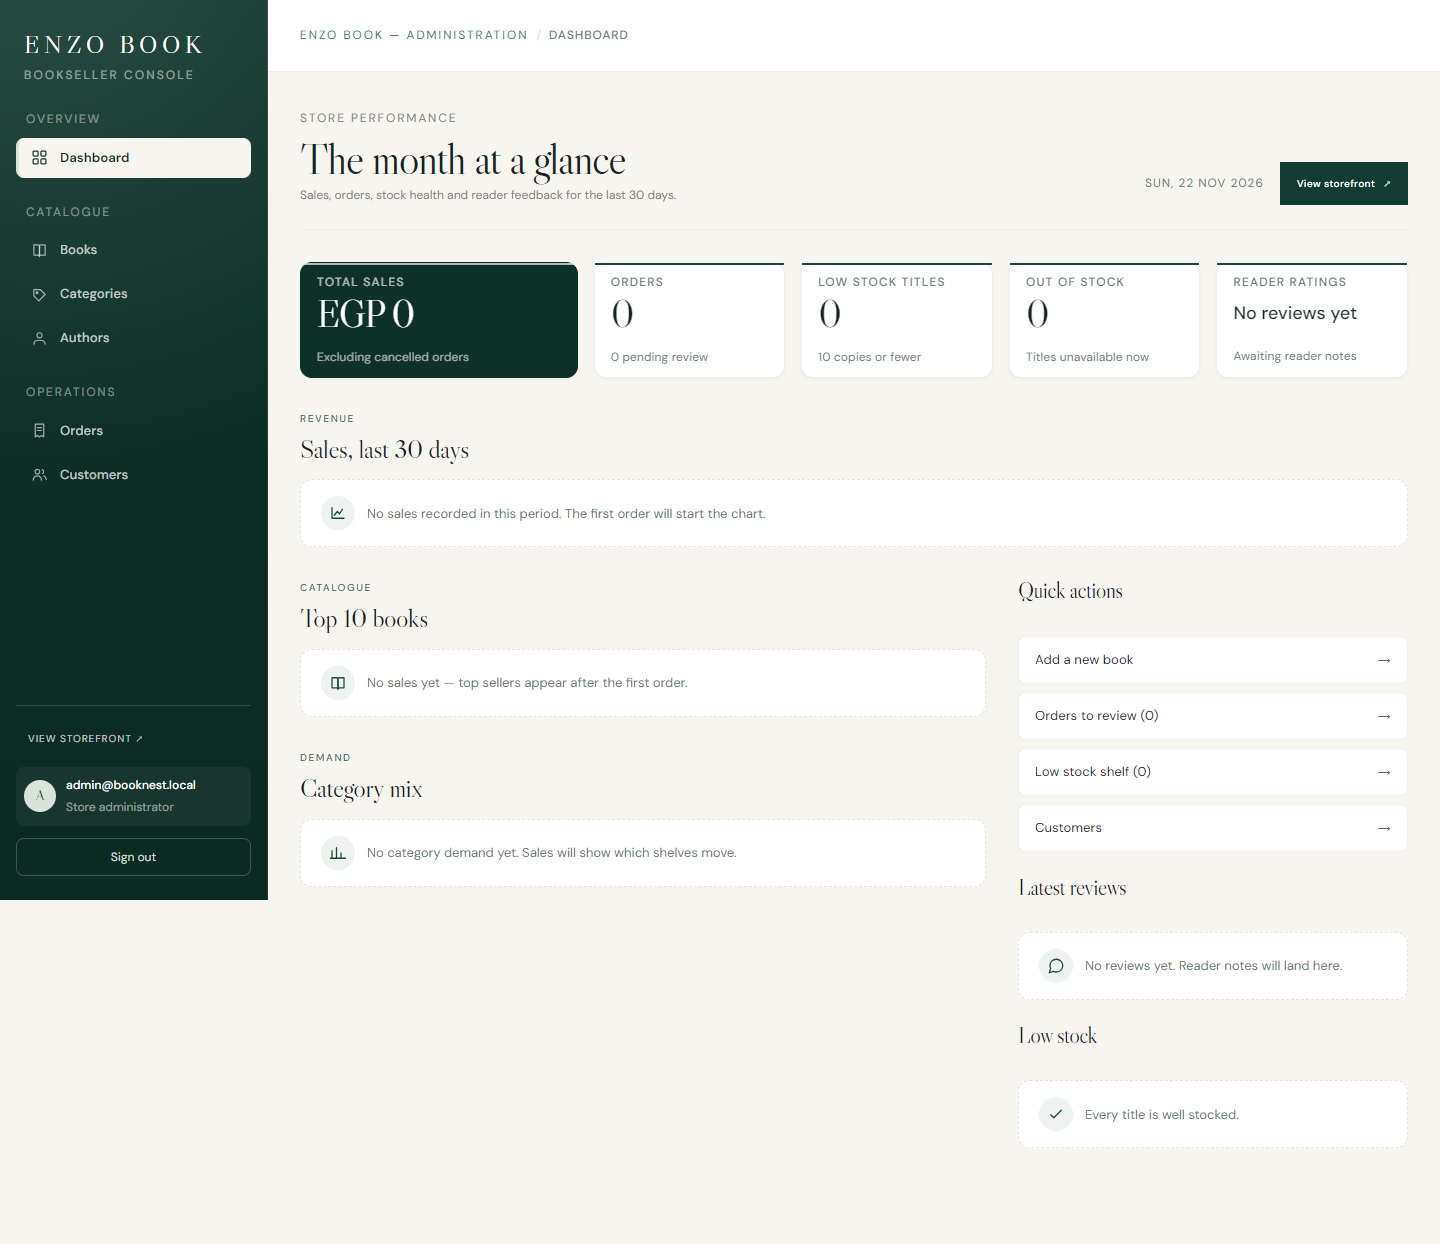 ENZO BOOK
BOOKSELLER CONSOLE
OVERVIEW
Dashboard
CATALOGUE
Books
Categories
Authors
OPERATIONS
Orders
Customers
VIEW STOREFRONT ↗
A
admin@booknest.local
Store administrator
Sign out
ENZO BOOK — ADMINISTRATION / DASHBOARD
STORE PERFORMANCE
The month at a glance
Sales, orders, stock health and reader feedback for the last 30 days.
SUN, 22 NOV 2026
View storefront ↗
TOTAL SALES
EGP 0
Excluding cancelled orders
ORDERS
0
0 pending review
LOW STOCK TITLES
0
10 copies or fewer
OUT OF STOCK
0
Titles unavailable now
READER RATINGS
No reviews yet
Awaiting reader notes
REVENUE
Sales, last 30 days
No sales recorded in this period. The first order will start the chart.
CATALOGUE
Top 10 books
No sales yet — top sellers appear after the first order.
DEMAND
Category mix
No category demand yet. Sales will show which shelves move.
Quick actions
Add a new book →
Orders to review (0) →
Low stock shelf (0) →
Customers →
Latest reviews
No reviews yet. Reader notes will land here.
Low stock
Every title is well stocked.